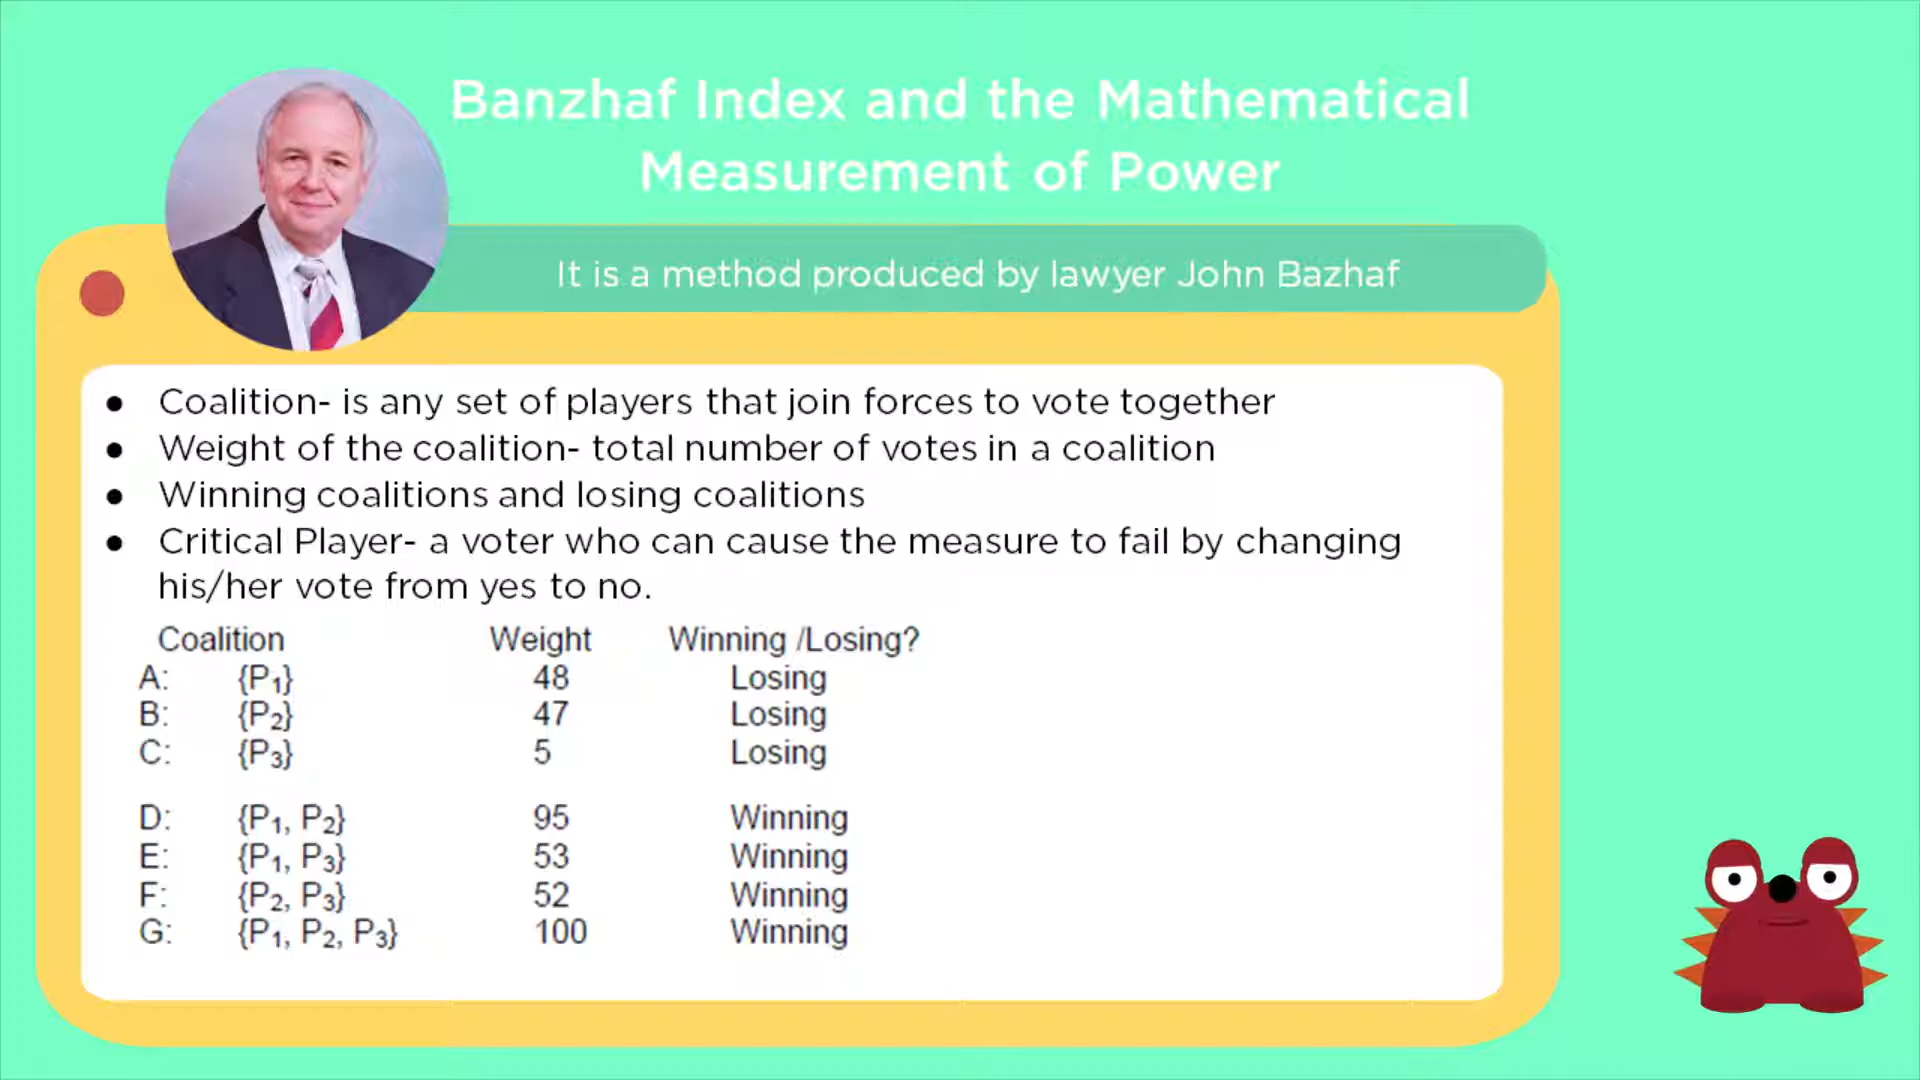 Banzhaf Index and the Mathematical
Measurement of Power
It is a method produced by lawyer John Bazhaf
● Coalition- is any set of players that join forces to vote together
● Weight of the coalition- total number of votes in a coalition
● Winning coalitions and losing coalitions
● Critical Player- a voter who can cause the measure to fail by changing
his/her vote from yes to no.
Coalition Weight Winning /Losing?
A: {P₁} 48 Losing
B: {P₂} 47 Losing
C: {P₃} 5 Losing
D: {P₁, P₂} 95 Winning
E: {P₁, P₃} 53 Winning
F: {P₂, P₃} 52 Winning
G: {P₁, P₂, P₃} 100 Winning